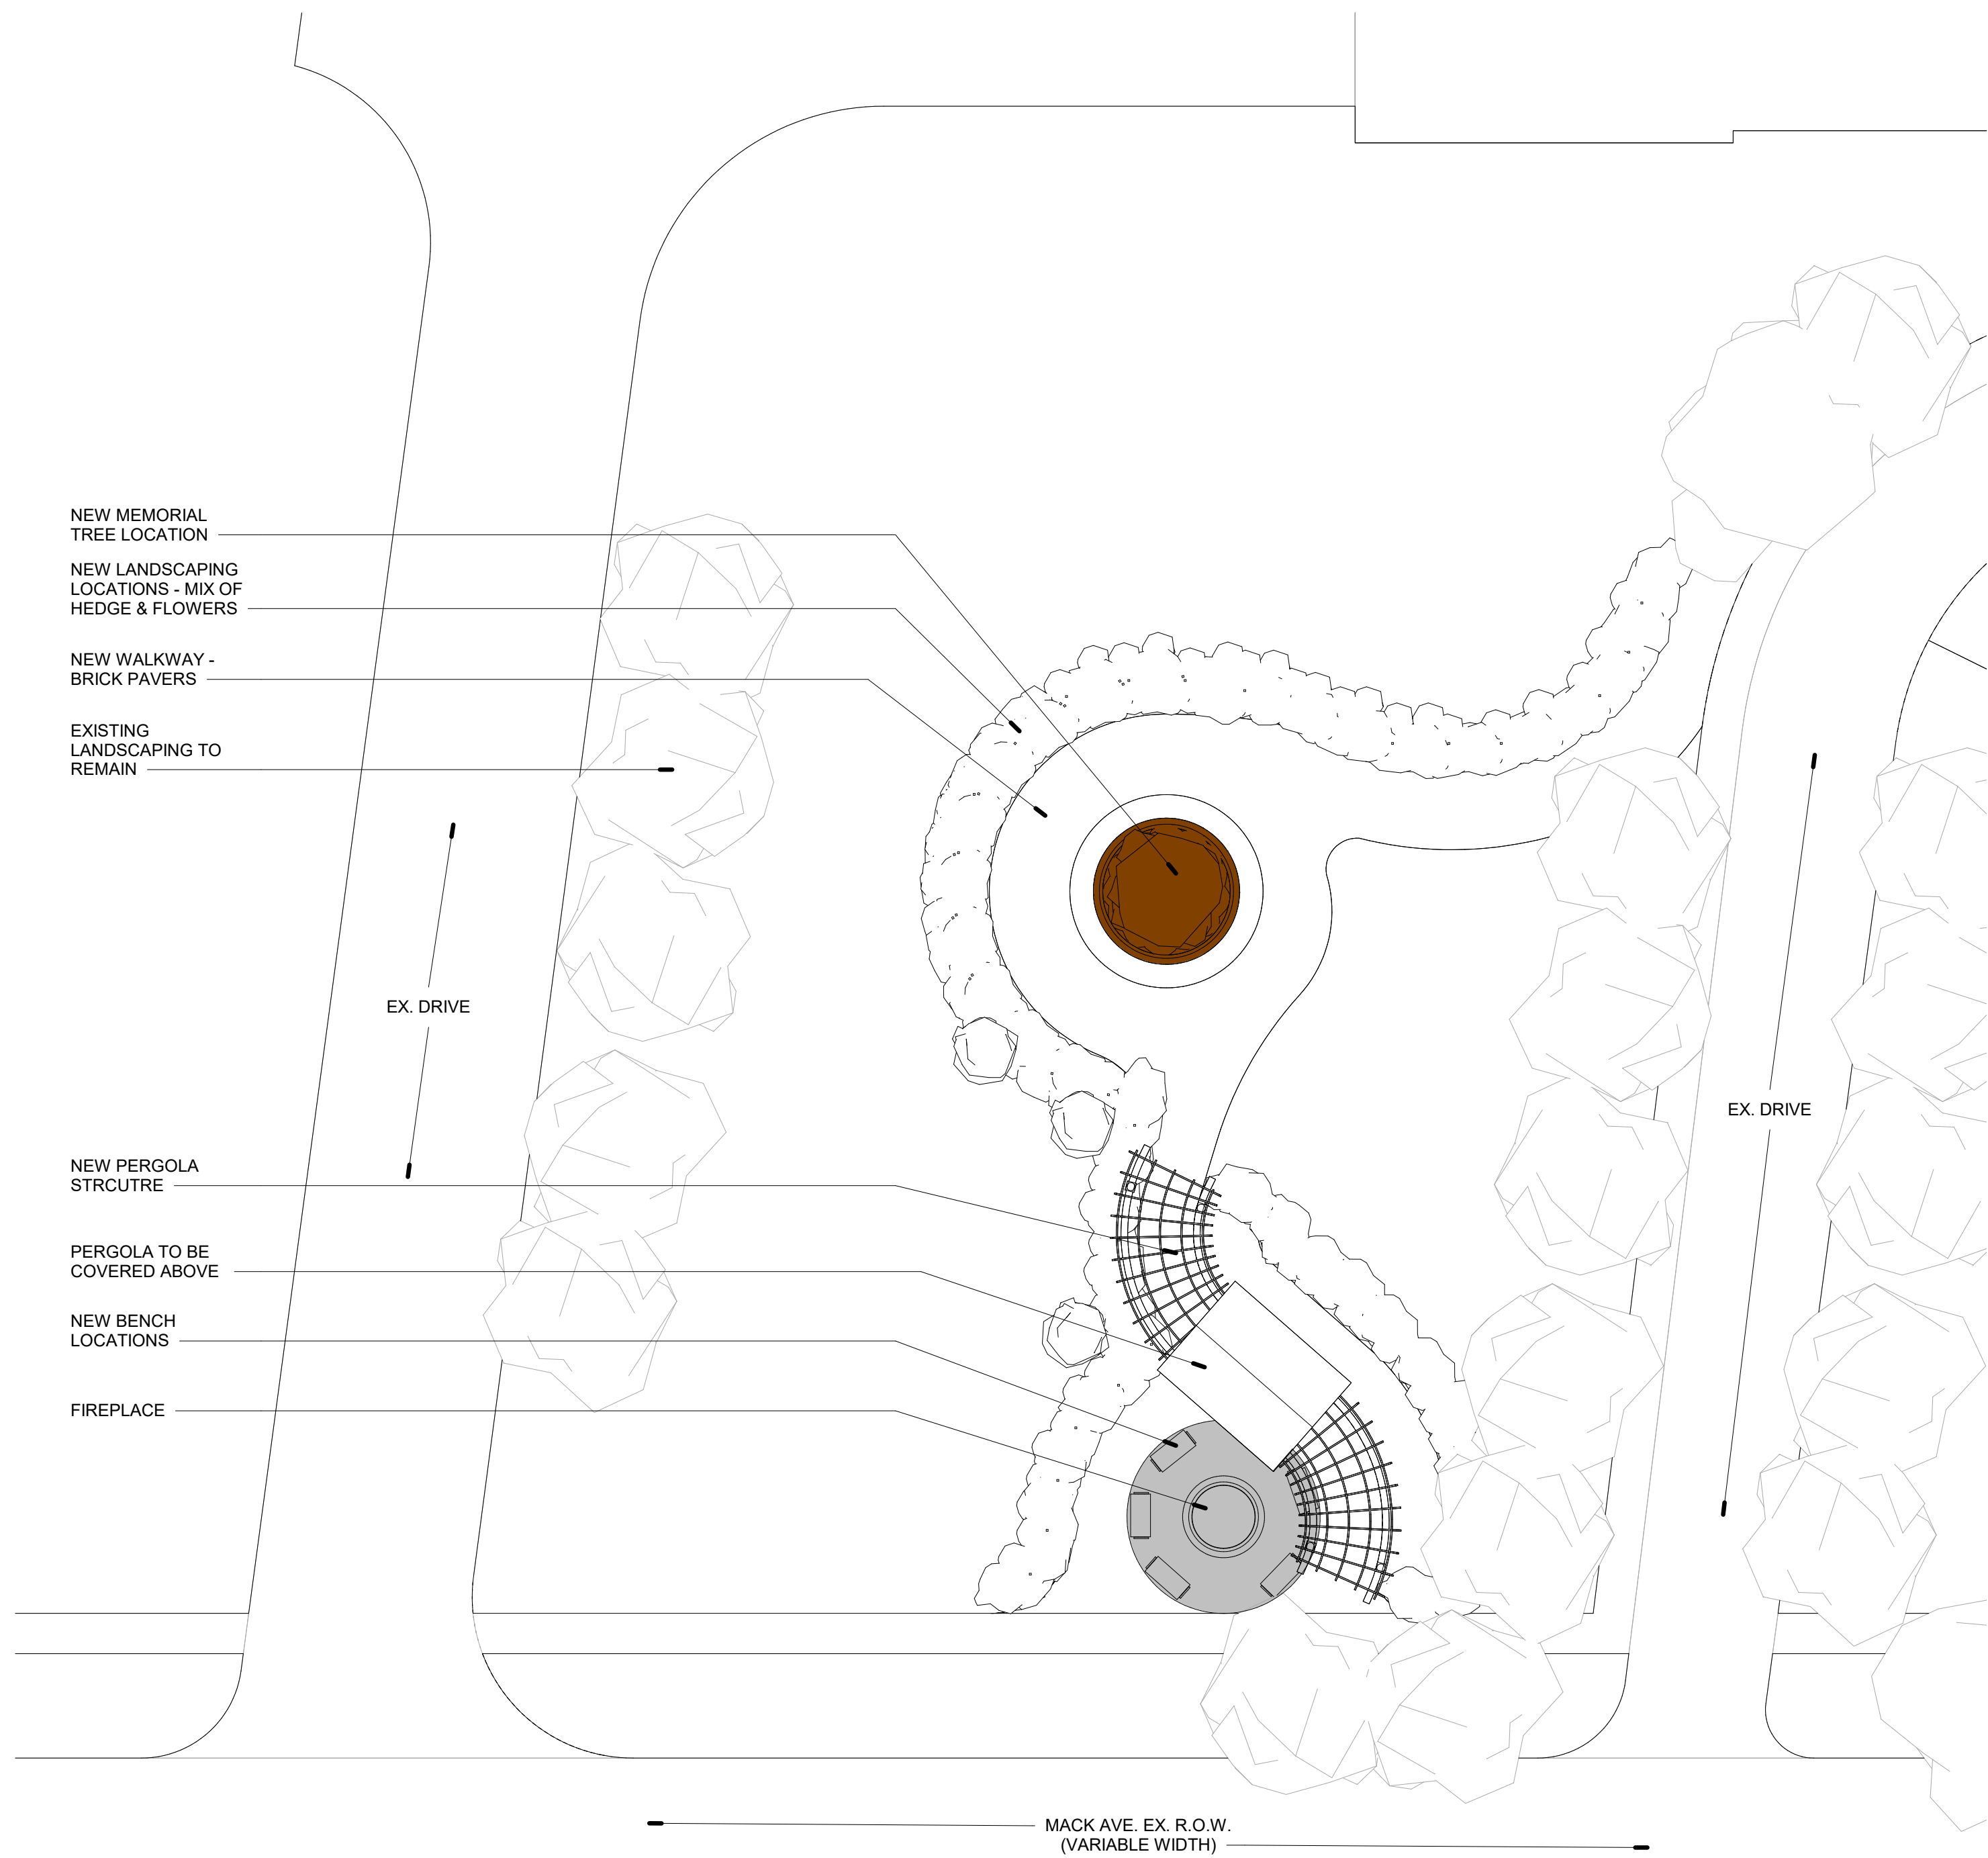 NEW MEMORIAL
TREE LOCATION
NEW LANDSCAPING
LOCATIONS - MIX OF
HEDGE & FLOWERS
NEW WALKWAY -
BRICK PAVERS
EXISTING
LANDSCAPING TO
REMAIN
EX. DRIVE
EX. DRIVE
NEW PERGOLA
STRCUTRE
PERGOLA TO BE
COVERED ABOVE
NEW BENCH
LOCATIONS
FIREPLACE
MACK AVE. EX. R.O.W.
(VARIABLE WIDTH)